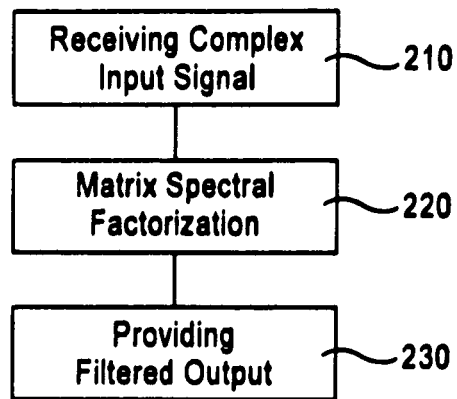 Receiving Complex
Input Signal
210
Matrix Spectral
Factorization
220
Providing
Filtered Output
230